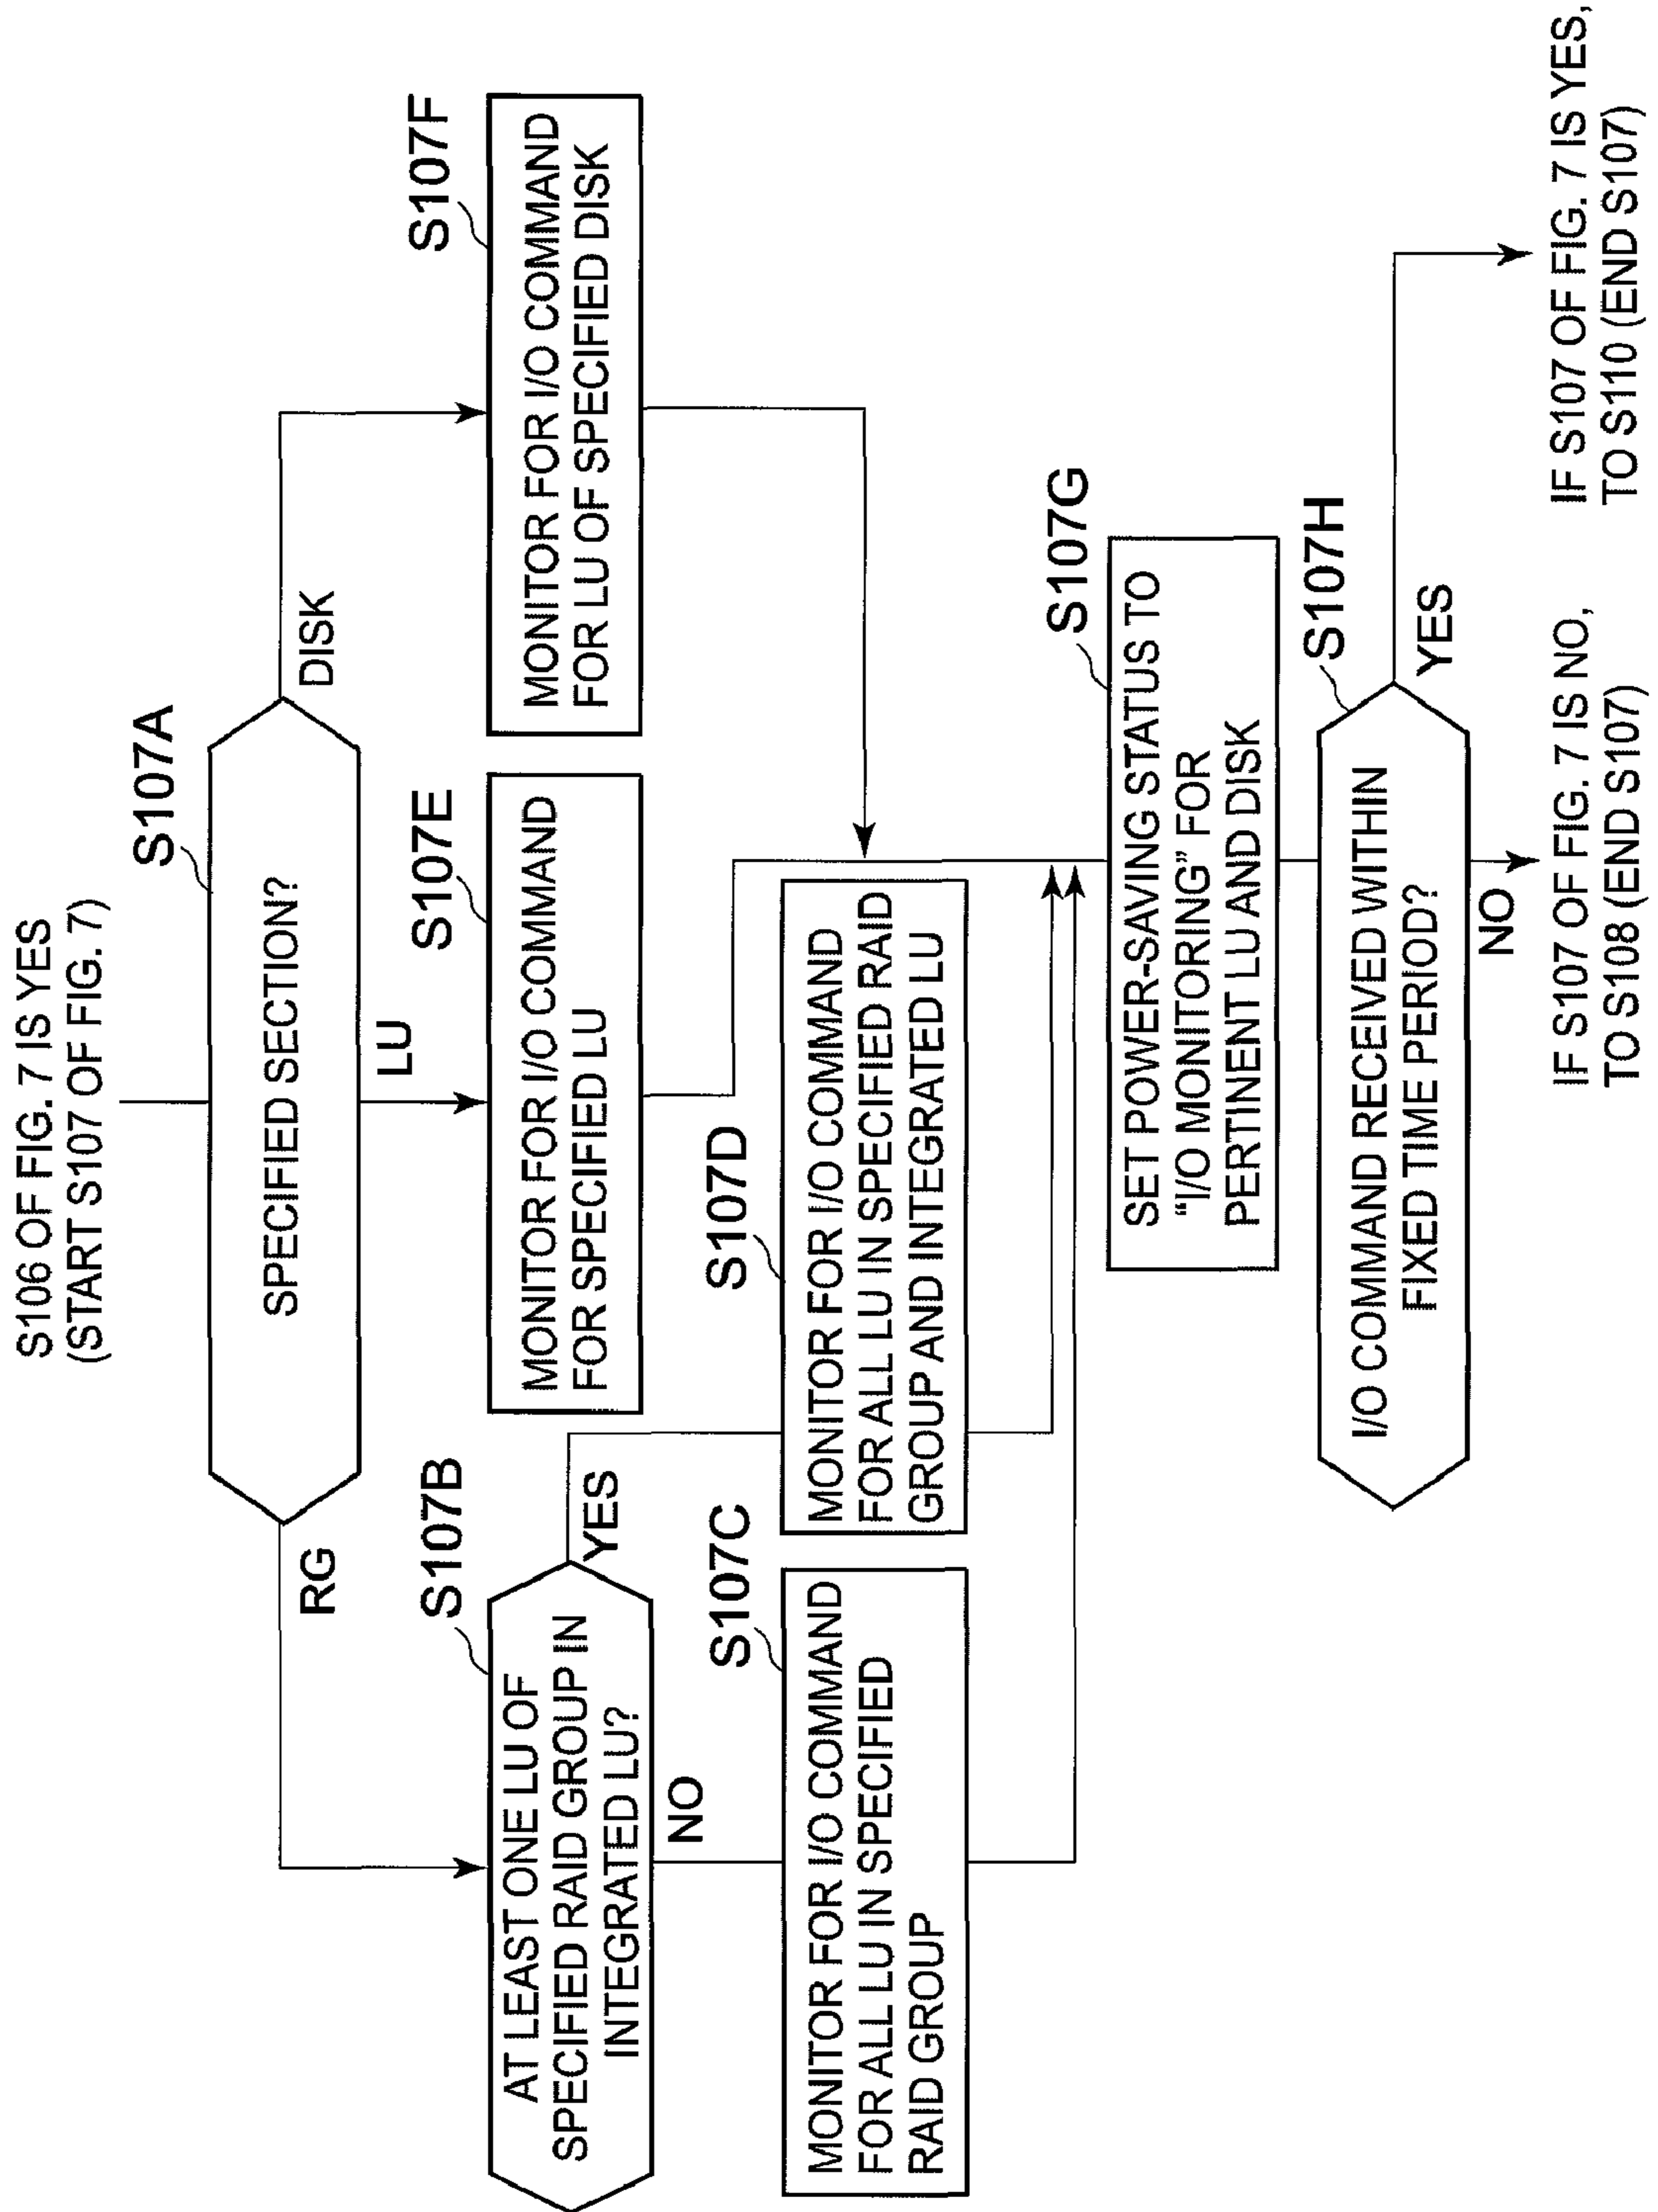 S106 OF FIG. 7 IS YES
(START S107 OF FIG. 7)
S107A
SPECIFIED SECTION?
RG
LU
DISK
S107B
AT LEAST ONE LU OF
SPECIFIED RAID GROUP IN
INTEGRATED LU?
YES
NO
S107E
MONITOR FOR I/O COMMAND
FOR SPECIFIED LU
S107F
MONITOR FOR I/O COMMAND
FOR LU OF SPECIFIED DISK
S107C
MONITOR FOR I/O COMMAND
FOR ALL LU IN SPECIFIED
RAID GROUP
S107D
MONITOR FOR I/O COMMAND
FOR ALL LU IN SPECIFIED RAID
GROUP AND INTEGRATED LU
S107G
SET POWER-SAVING STATUS TO
“I/O MONITORING” FOR
PERTINENT LU AND DISK
S107H
I/O COMMAND RECEIVED WITHIN
FIXED TIME PERIOD?
YES
NO
IF S107 OF FIG. 7 IS NO,
TO S108 (END S107)
IF S107 OF FIG. 7 IS YES,
TO S110 (END S107)